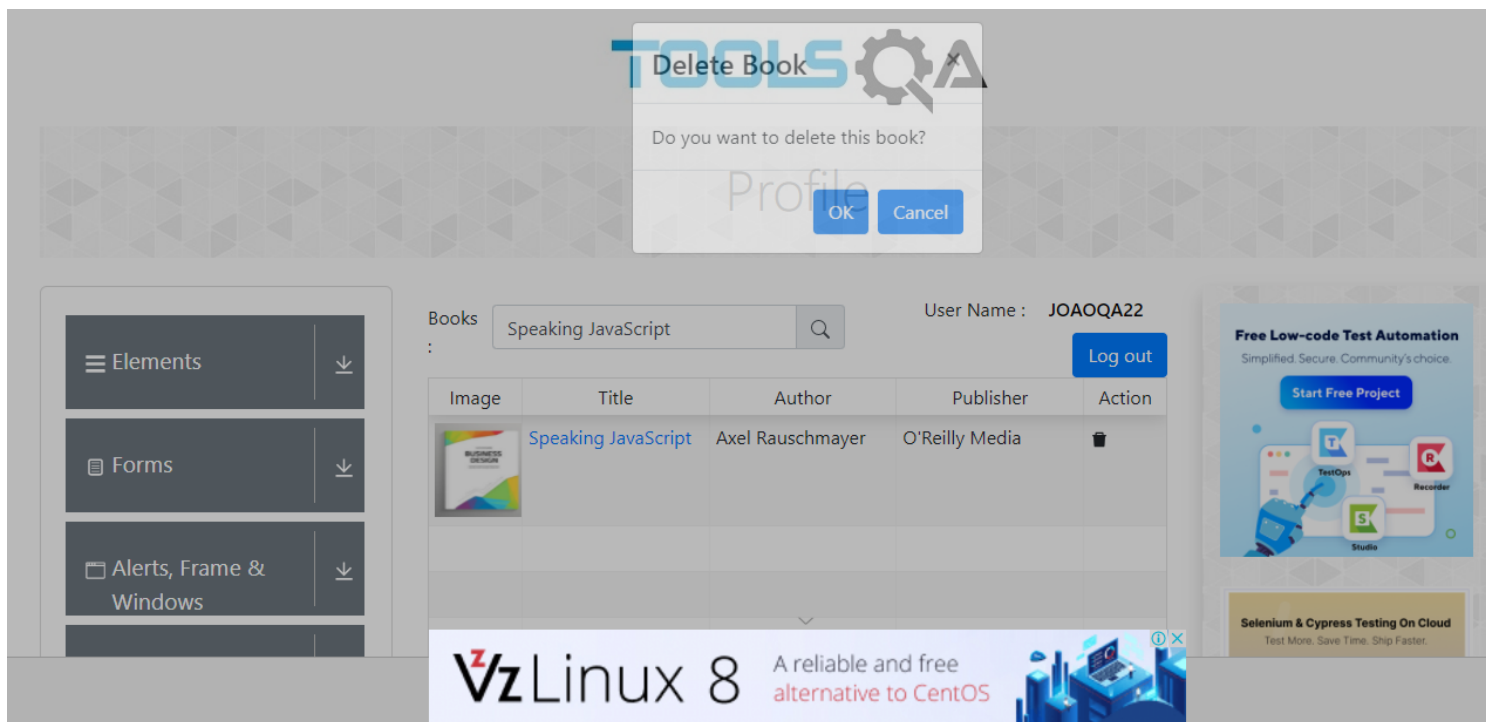 TOOLSQA
Delete Book ×
Do you want to delete this book?
Profile
OK Cancel
Elements
Forms
Alerts, Frame &
Windows
Books
:
Speaking JavaScript
User Name : JOAOQA22
Log out
Image Title Author Publisher Action
BUSINESS
DESIGN
Speaking JavaScript Axel Rauschmayer O'Reilly Media
Free Low-code Test Automation
Simplified. Secure. Community's choice.
Start Free Project
TestOps
Recorder
Studio
Selenium & Cypress Testing On Cloud
Test More. Save Time. Ship Faster.
VzLinux 8
A reliable and free
alternative to CentOS